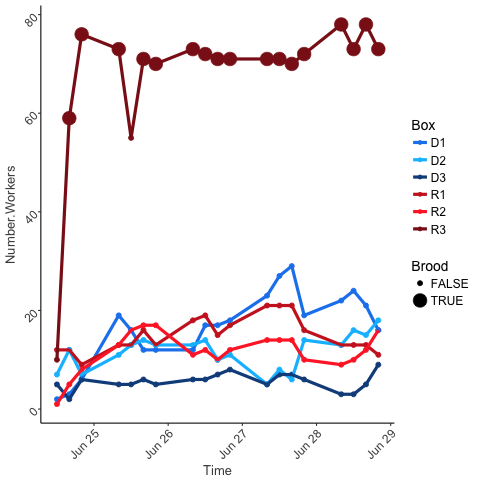 80
60
40
20
0
Number.Workers
Jun 25
Jun 26
Jun 27
Jun 28
Jun 29
Time
Box
D1
D2
D3
R1
R2
R3
Brood
FALSE
TRUE